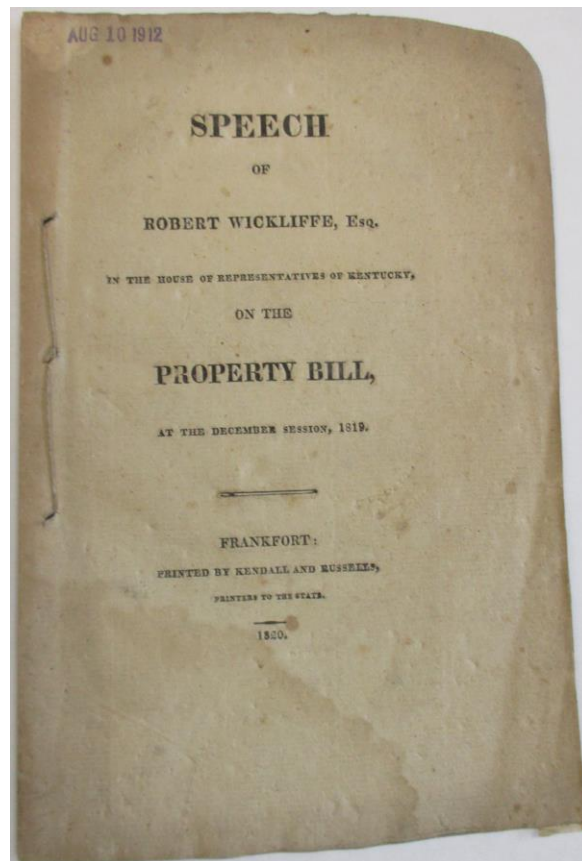 AUG 10 1912
SPEECH
OF
ROBERT WICKLIFFE, Esq.
IN THE HOUSE OF REPRESENTATIVES OF KENTUCKY,
ON THE
PROPERTY BILL,
AT THE DECEMBER SESSION, 1819.
FRANKFORT:
PRINTED BY KENDALL AND RUSSELLS,
PRINTERS TO THE STATE.
1820.